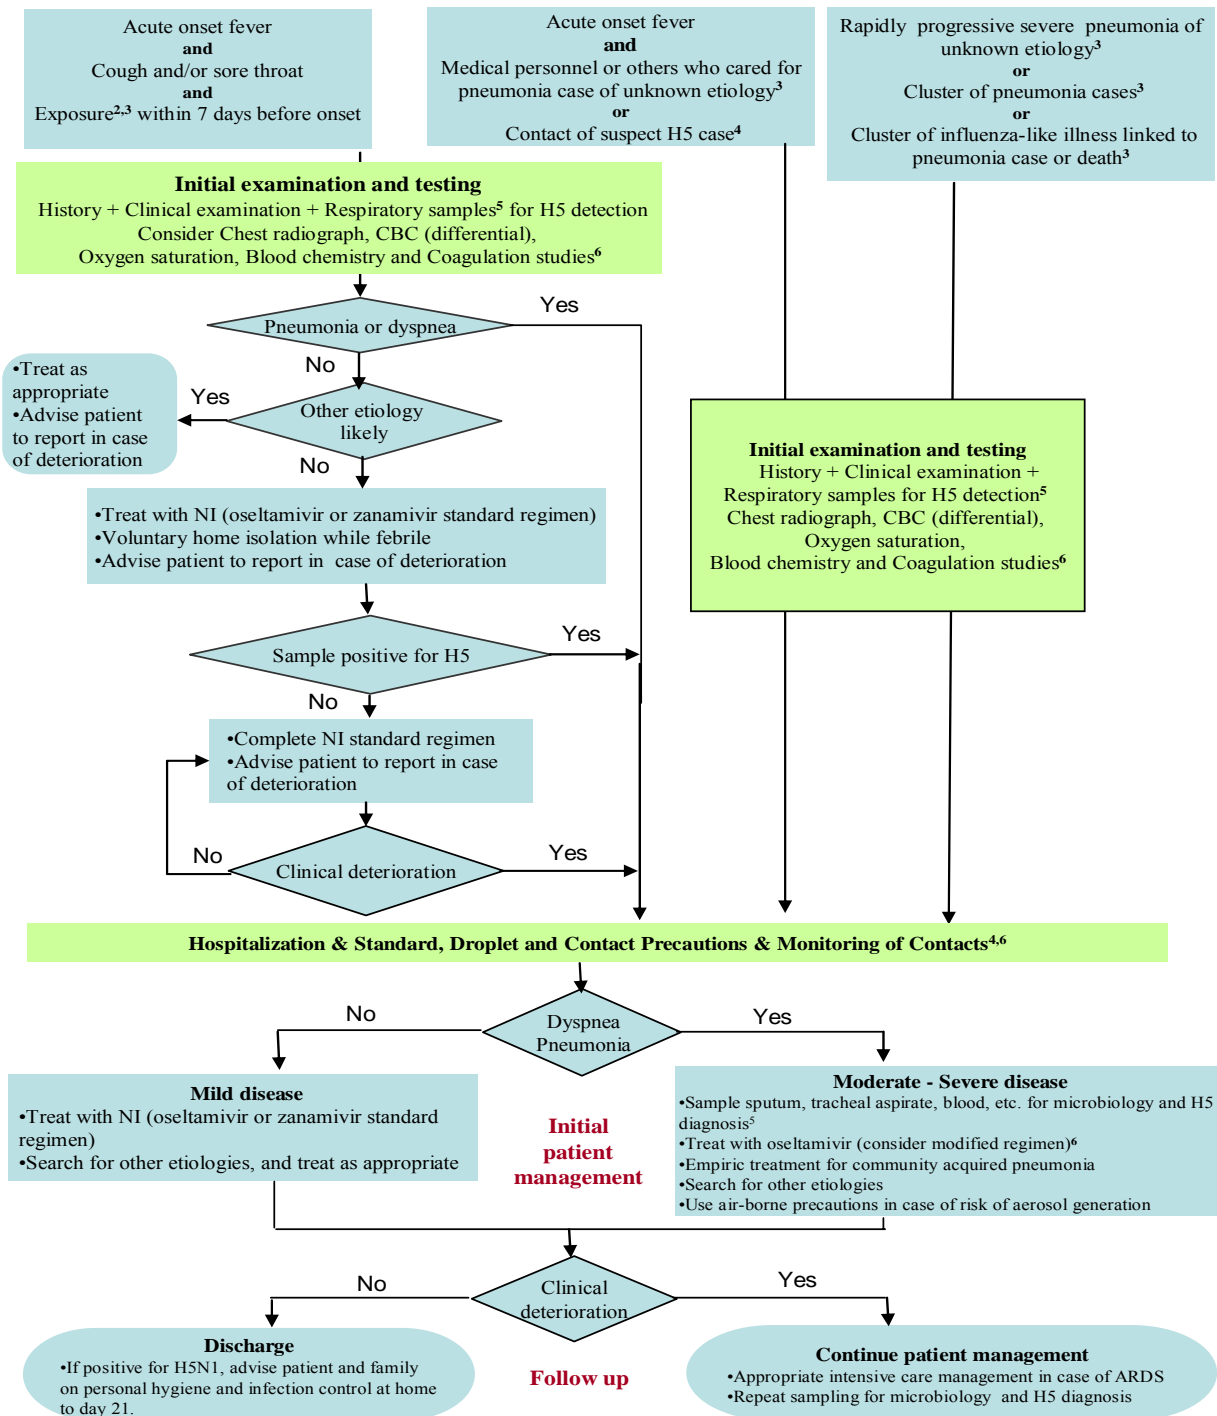 Acute onset fever
and
Cough and/or sore throat
and
Exposure2,3 within 7 days before onset
Acute onset fever
and
Medical personnel or others who cared for
pneumonia case of unknown etiology3
or
Contact of suspect H5 case4
Rapidly progressive severe pneumonia of
unknown etiology3
or
Cluster of pneumonia cases3
or
Cluster of influenza-like illness linked to
pneumonia case or death3
Initial examination and testing
History + Clinical examination + Respiratory samples5 for H5 detection
Consider Chest radiograph, CBC (differential),
Oxygen saturation, Blood chemistry and Coagulation studies6
Pneumonia or dyspnea
Yes
No
•Treat as
appropriate
•Advise patient
to report in case
of deterioration
Yes
Other etiology
likely
No
Initial examination and testing
History + Clinical examination +
Respiratory samples for H5 detection5
Chest radiograph, CBC (differential),
Oxygen saturation,
Blood chemistry and Coagulation studies6
•Treat with NI (oseltamivir or zanamivir standard regimen)
•Voluntary home isolation while febrile
•Advise patient to report in  case of deterioration
Sample positive for H5
Yes
No
•Complete NI standard regimen
•Advise patient to report in case
of deterioration
No
Clinical deterioration
Yes
Hospitalization & Standard, Droplet and Contact Precautions & Monitoring of Contacts4,6
No
Dyspnea
Pneumonia
Yes
Mild disease
•Treat with NI (oseltamivir or zanamivir standard
regimen)
•Search for other etiologies, and treat as appropriate
Initial
patient
management
Moderate - Severe disease
•Sample sputum, tracheal aspirate, blood, etc. for microbiology and H5
diagnosis5
•Treat with oseltamivir (consider modified regimen)6
•Empiric treatment for community acquired pneumonia
•Search for other etiologies
•Use air-borne precautions in case of risk of aerosol generation
No
Clinical
deterioration
Yes
Discharge
•If positive for H5N1, advise patient and family
on personal hygiene and infection control at home
to day 21.
Follow up
Continue patient management
•Appropriate intensive care management in case of ARDS
•Repeat sampling for microbiology  and H5 diagnosis